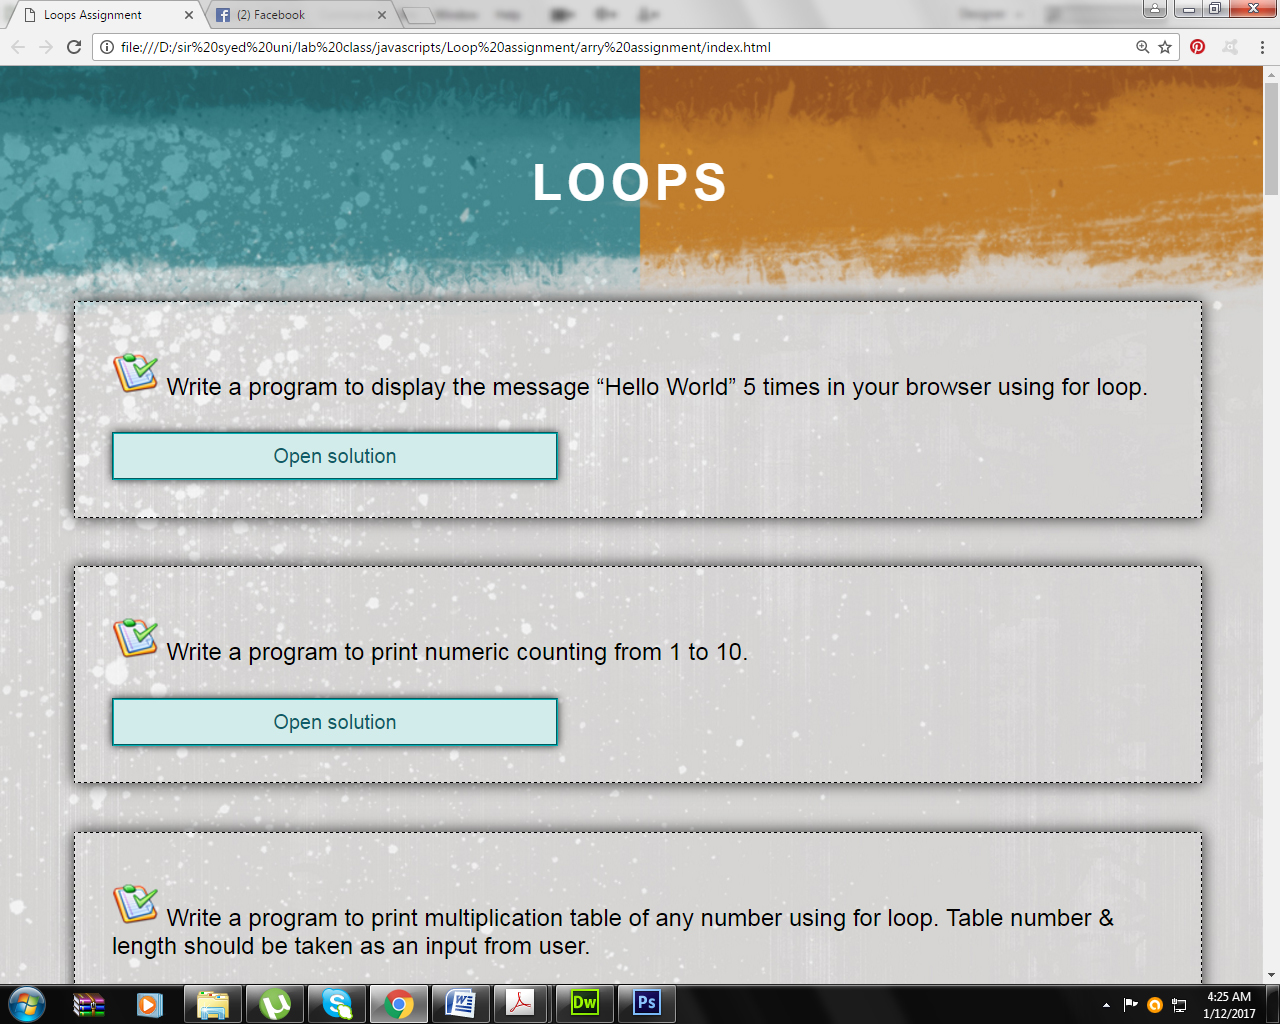 Loops Assignment
(2) Facebook
Window Help
Designer
file:///D:/sir%20syed%20uni/lab%20class/javascripts/Loop%20assignment/arry%20assignment/index.html
LOOPS
Write a program to display the message “Hello World” 5 times in your browser using for loop.
Open solution
Write a program to print numeric counting from 1 to 10.
Open solution
Write a program to print multiplication table of any number using for loop. Table number &
length should be taken as an input from user.
Dw
Ps
4:25 AM
1/12/2017